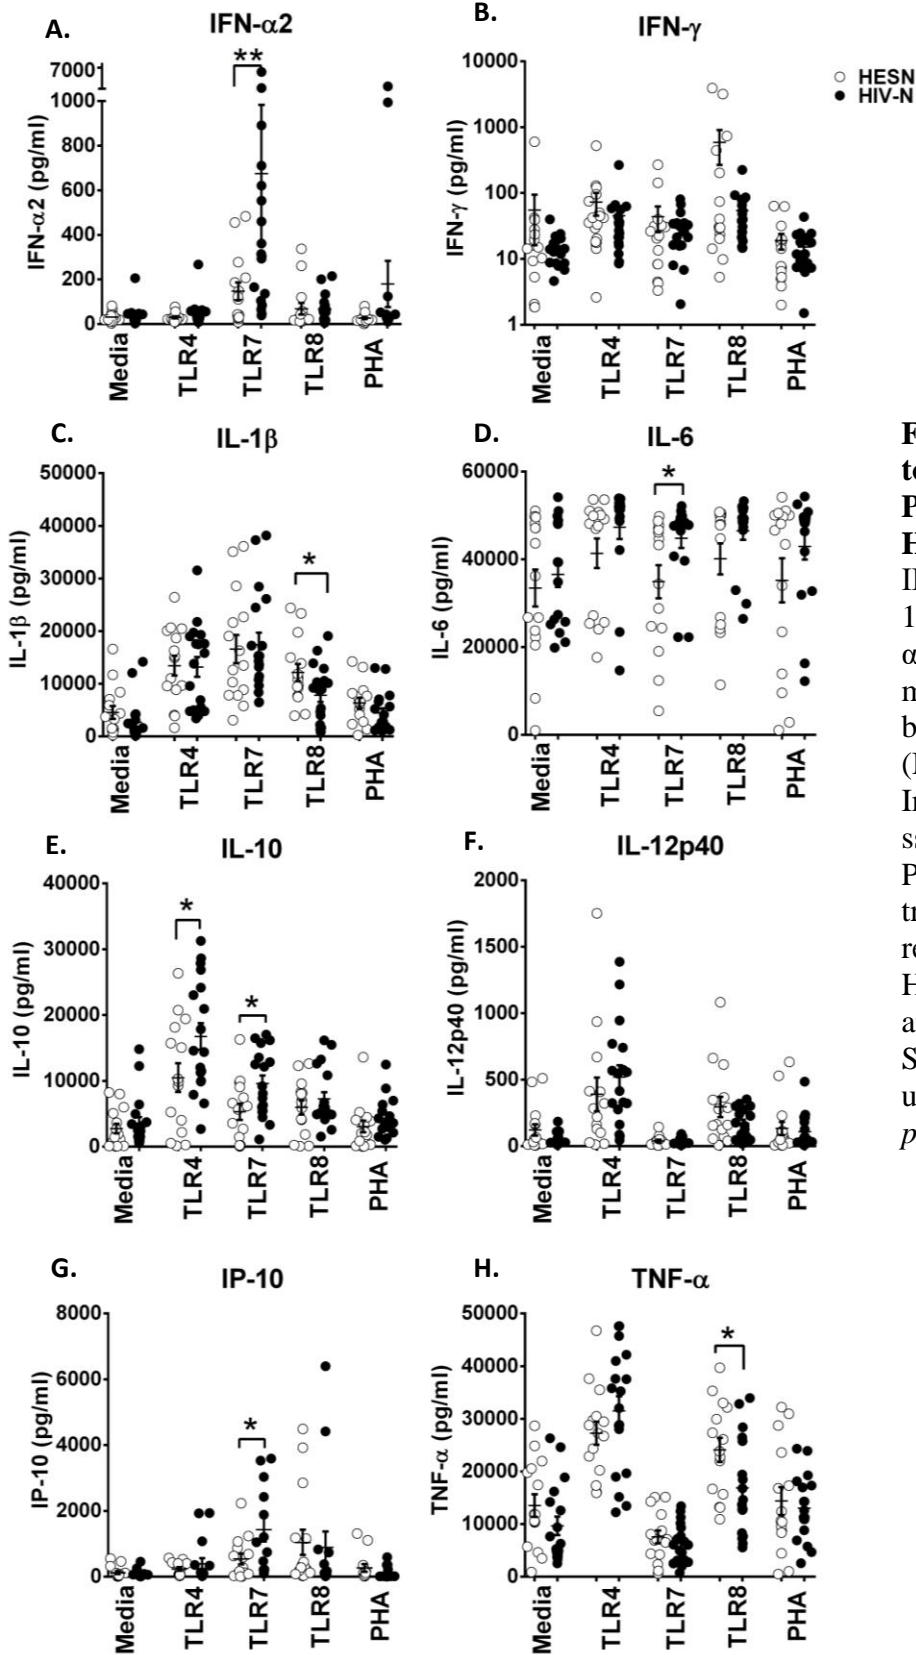 A.
IFN-α2
**
7000
1000
800
600
400
200
0
IFN-α2 (pg/ml)
Media
TLR4
TLR7
TLR8
PHA
B.
IFN-γ
10000
1000
100
10
1
IFN-γ (pg/ml)
Media
TLR4
TLR7
TLR8
PHA
HESN
HIV-N
C.
IL-1β
*
50000
40000
30000
20000
10000
0
IL-1β (pg/ml)
Media
TLR4
TLR7
TLR8
PHA
D.
IL-6
*
60000
40000
20000
0
IL-6 (pg/ml)
Media
TLR4
TLR7
TLR8
PHA
E.
IL-10
*
*
40000
30000
20000
10000
0
IL-10 (pg/ml)
Media
TLR4
TLR7
TLR8
PHA
F.
IL-12p40
2000
1500
1000
500
0
IL-12p40 (pg/ml)
Media
TLR4
TLR7
TLR8
PHA
G.
IP-10
*
8000
6000
4000
2000
0
IP-10 (pg/ml)
Media
TLR4
TLR7
TLR8
PHA
H.
TNF-α
*
50000
40000
30000
20000
10000
0
TNF-α (pg/ml)
Media
TLR4
TLR7
TLR8
PHA